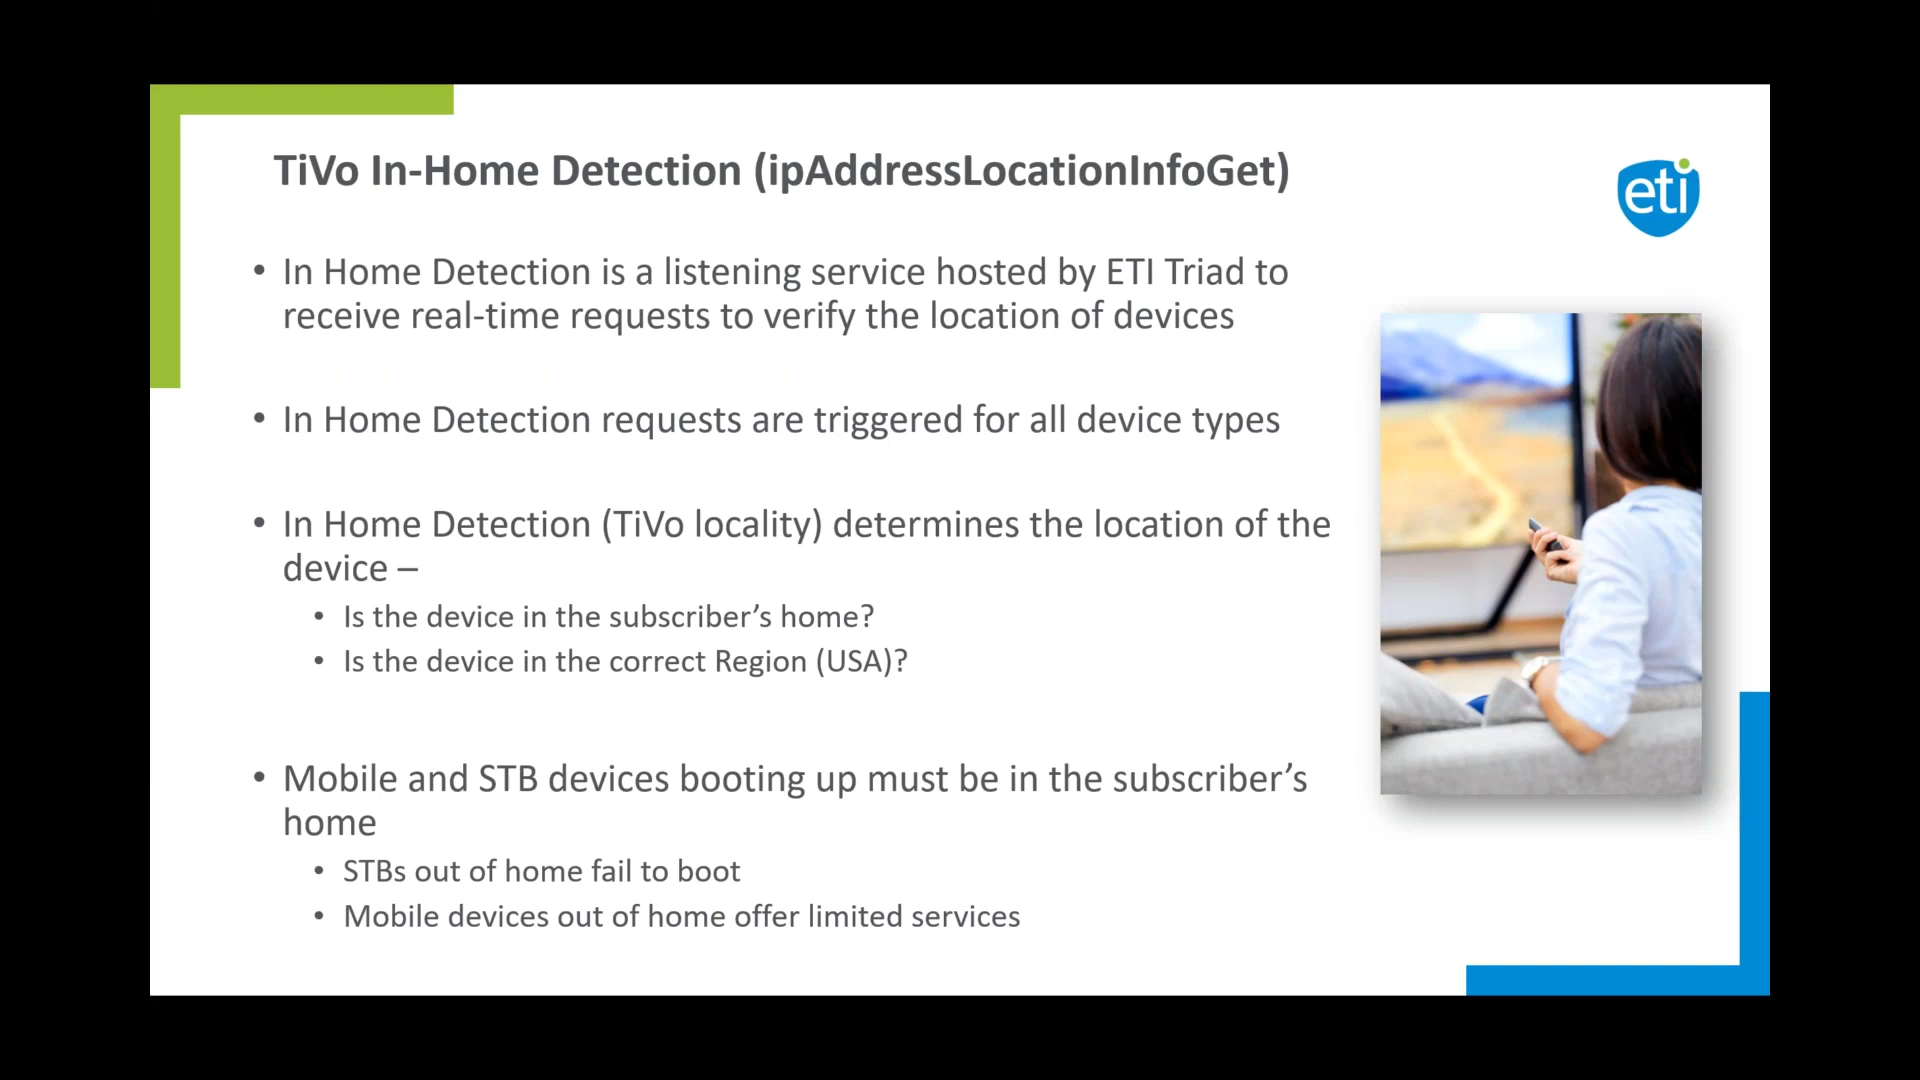 TiVo In-Home Detection (ipAddressLocationInfoGet)
eti
• In Home Detection is a listening service hosted by ETI Triad to
receive real-time requests to verify the location of devices
• In Home Detection requests are triggered for all device types
• In Home Detection (TiVo locality) determines the location of the
device –
• Is the device in the subscriber’s home?
• Is the device in the correct Region (USA)?
• Mobile and STB devices booting up must be in the subscriber’s
home
• STBs out of home fail to boot
• Mobile devices out of home offer limited services